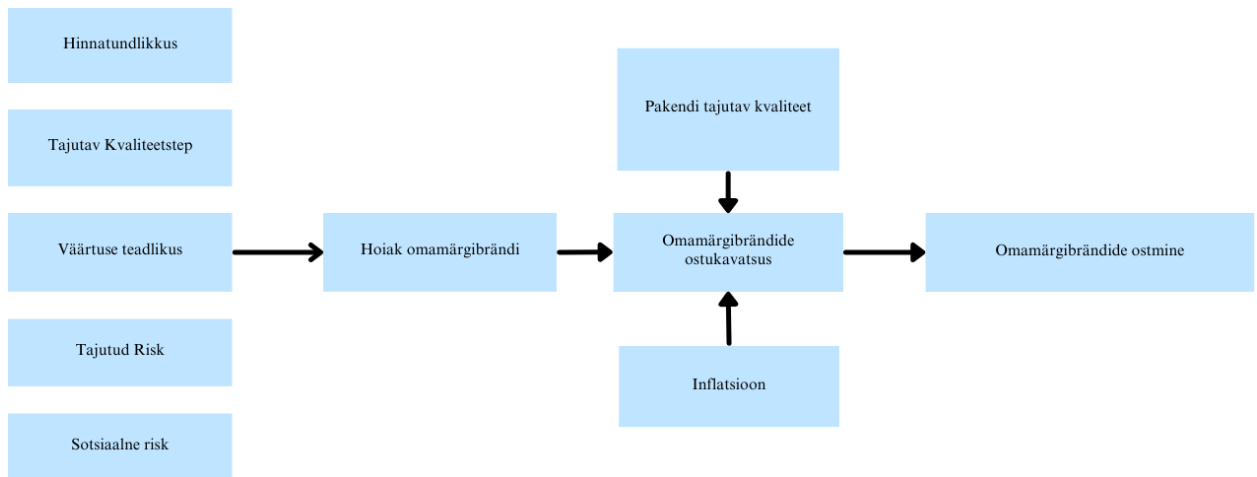 Hinnatundlikkus
Tajutav Kvaliteetstep
Väärtuse teadlikus
Tajutud Risk
Sotsiaalne risk
Hoiak omamärgibrändi
Pakendi tajutav kvaliteet
Omamärgibrändide
ostukavatsus
Inflatsioon
Omamärgibrändide ostmine